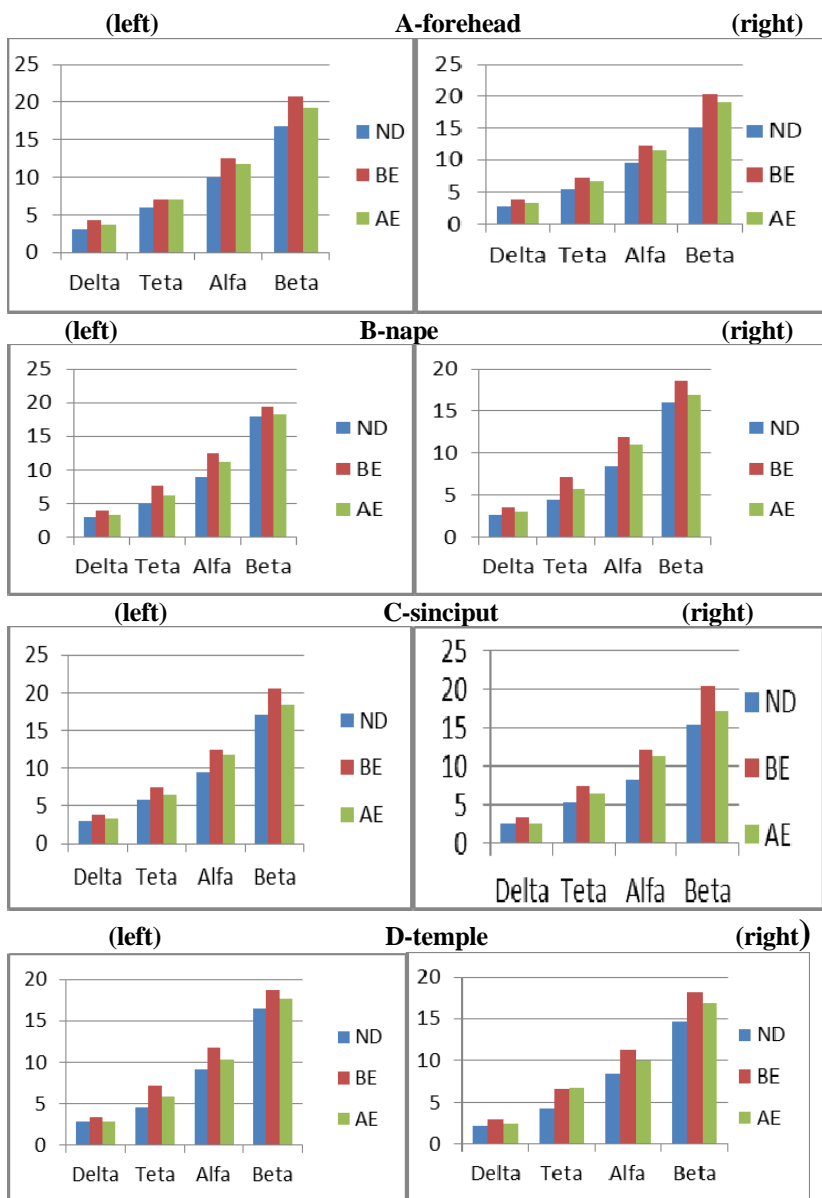 (left) A-forehead (right)
25
20
15
10
5
0
Delta Teta Alfa Beta
ND
BE
AE
25
20
15
10
5
0
Delta Teta Alfa Beta
ND
BE
AE
(left) B-nape (right)
25
20
15
10
5
0
Delta Teta Alfa Beta
ND
BE
AE
20
15
10
5
0
Delta Teta Alfa Beta
ND
BE
AE
(left) C-sinciput (right)
25
20
15
10
5
0
Delta Teta Alfa Beta
ND
BE
AE
25
20
15
10
5
0
Delta Teta Alfa Beta
ND
BE
AE
(left) D-temple (right)
20
15
10
5
0
Delta Teta Alfa Beta
ND
BE
AE
20
15
10
5
0
Delta Teta Alfa Beta
ND
BE
AE